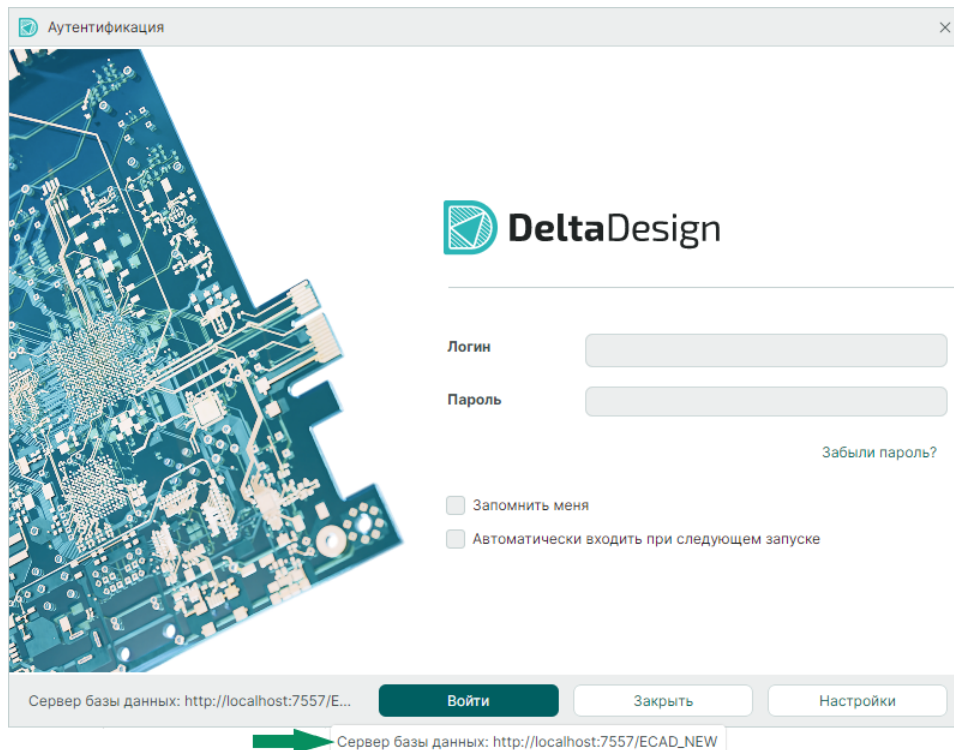 Аутентификация
DeltaDesign
Логин
Пароль
Забыли пароль?
Запомнить меня
Автоматически входить при следующем запуске
Сервер базы данных: http://localhost:7557/E...
Войти
Закрыть
Настройки
Сервер базы данных: http://localhost:7557/ECAD_NEW